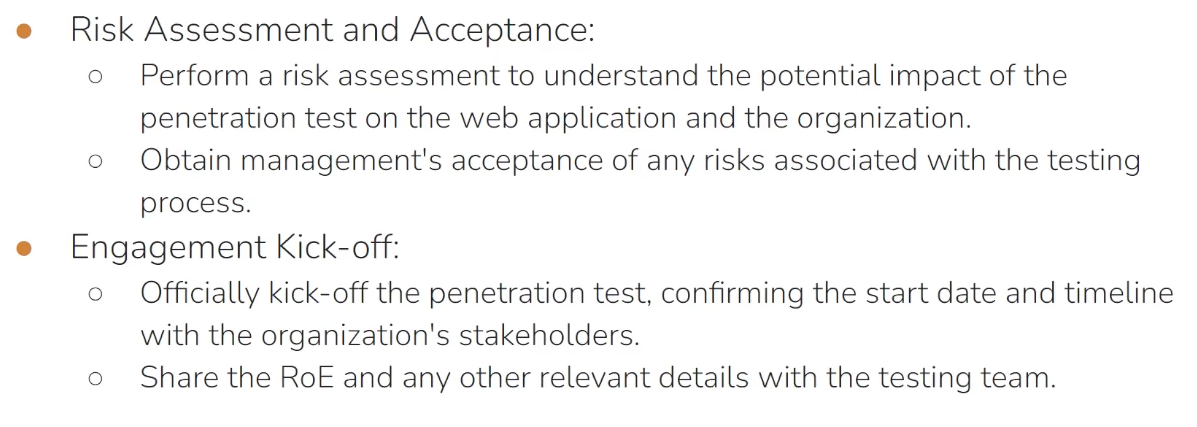 ● Risk Assessment and Acceptance:
○ Perform a risk assessment to understand the potential impact of the
penetration test on the web application and the organization.
○ Obtain management's acceptance of any risks associated with the testing
process.
● Engagement Kick-off:
○ Officially kick-off the penetration test, confirming the start date and timeline
with the organization's stakeholders.
○ Share the RoE and any other relevant details with the testing team.